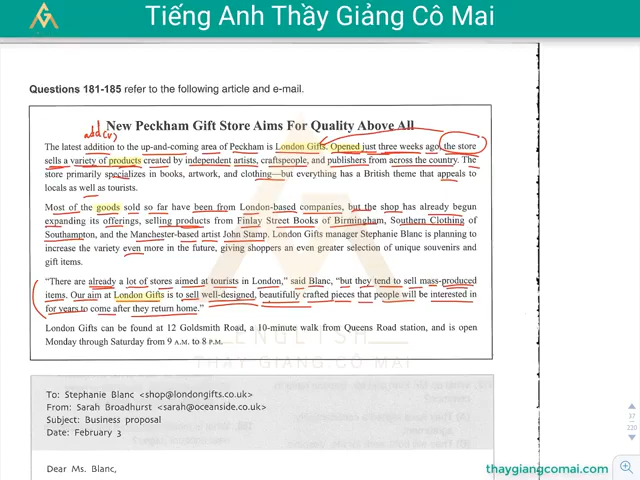 Tiếng Anh Thầy Giảng Cô Mai
Questions 181-185 refer to the following article and e-mail.
add(v)
New Peckham Gift Store Aims For Quality Above All
The latest addition to the up-and-coming area of Peckham is London Gifts. Opened just three weeks ago, the store
sells a variety of products created by independent artists, craftspeople, and publishers from across the country. The
store primarily specializes in books, artwork, and clothing—but everything has a British theme that appeals to
locals as well as tourists.
Most of the goods sold so far have been from London-based companies, but the shop has already begun
expanding its offerings, selling products from Finlay Street Books of Birmingham, Southern Clothing of
Southampton, and the Manchester-based artist John Stamp. London Gifts manager Stephanie Blanc is planning to
increase the variety even more in the future, giving shoppers an even greater selection of unique souvenirs and
gift items.
“There are already a lot of stores aimed at tourists in London,” said Blanc, “but they tend to sell mass-produced
items. Our aim at London Gifts is to sell well-designed, beautifully crafted pieces that people will be interested in
for years to come after they return home.”
London Gifts can be found at 12 Goldsmith Road, a 10-minute walk from Queens Road station, and is open
Monday through Saturday from 9 A.M. to 8 P.M.
ENGLISH
THAY GIANG.CO MAI
To: Stephanie Blanc <shop@londongifts.co.uk>
From: Sarah Broadhurst <sarah@oceanside.co.uk>
Subject: Business proposal
Date: February 3
Dear Ms. Blanc,
37
220
thaygiangcomai.com